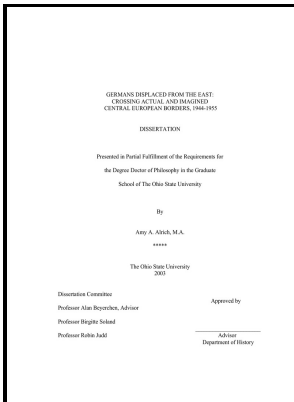 GERMANS DISPLACED FROM THE EAST:
CROSSING ACTUAL AND IMAGINED
CENTRAL EUROPEAN BORDERS, 1944-1955
DISSERTATION
Presented in Partial Fulfillment of the Requirements for
the Degree Doctor of Philosophy in the Graduate
School of The Ohio State University
By
Amy A. Alrich, M.A.
*****
The Ohio State University
2003
Dissertation Committee
Professor Alan Beyerchen, Advisor
Professor Birgitte Soland
Professor Robin Judd
Approved by
Advisor
Department of History